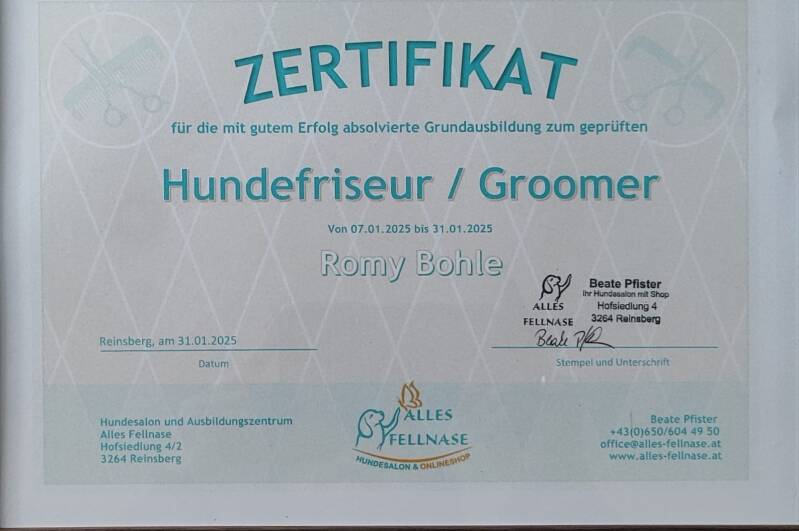 ZERTIFIKAT
für die mit gutem Erfolg absolvierte Grundausbildung zum geprüften
Hundefriseur / Groomer
Von 07.01.2025 bis 31.01.2025
Romy Bohle
ALLES
FELLNASE
Beate Pfister
Ihr Hundesalon mit Shop
Hofsiedlung 4
3264 Reinsberg
Reinsberg, am 31.01.2025
Datum
Beate
Stempel und Unterschrift
Hundesalon und Ausbildungszentrum
Alles Fellnase
Hofsiedlung 4/2
3264 Reinsberg
ALLES
FELLNASE
HUNDESALON & ONLINESHOP
Beate Pfister
+43(0)650/604 49 50
office@alles-fellnase.at
www.alles-fellnase.at